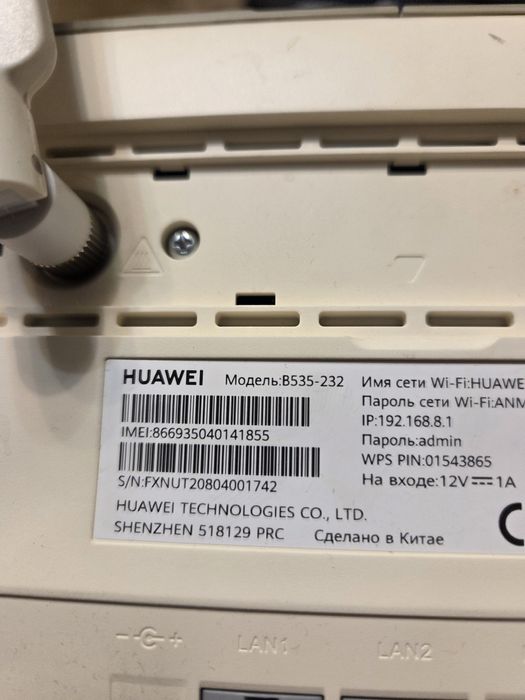 HUAWEI Модель:B535-232
IMEI:866935040141855
S/N:FXNUT20804001742
HUAWEI TECHNOLOGIES CO., LTD.
SHENZHEN 518129 PRC Сделано в Китае
Имя сети Wi-Fi:HUAWE
Пароль сети Wi-Fi:ANM
IP:192.168.8.1
Пароль:admin
WPS PIN:01543865
На входе:12V⎓1A
LAN1
LAN2